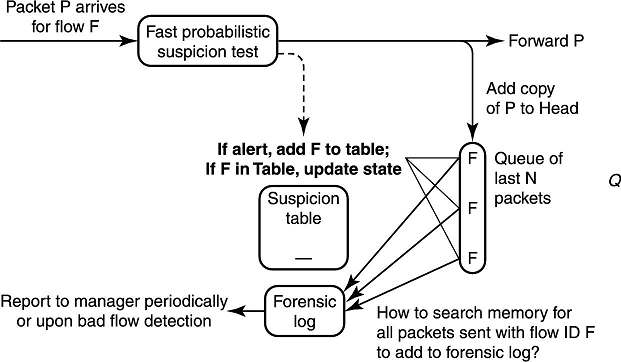 Packet P arrives
for flow F
Fast probabilistic
suspicion test
Forward P
Add copy
of P to Head
If alert, add F to table;
If F in Table, update state
F
Queue of
last N
packets
Q
F
F
Suspicion
table
Report to manager periodically
or upon bad flow detection
Forensic
log
How to search memory for
all packets sent with flow ID F
to add to forensic log?